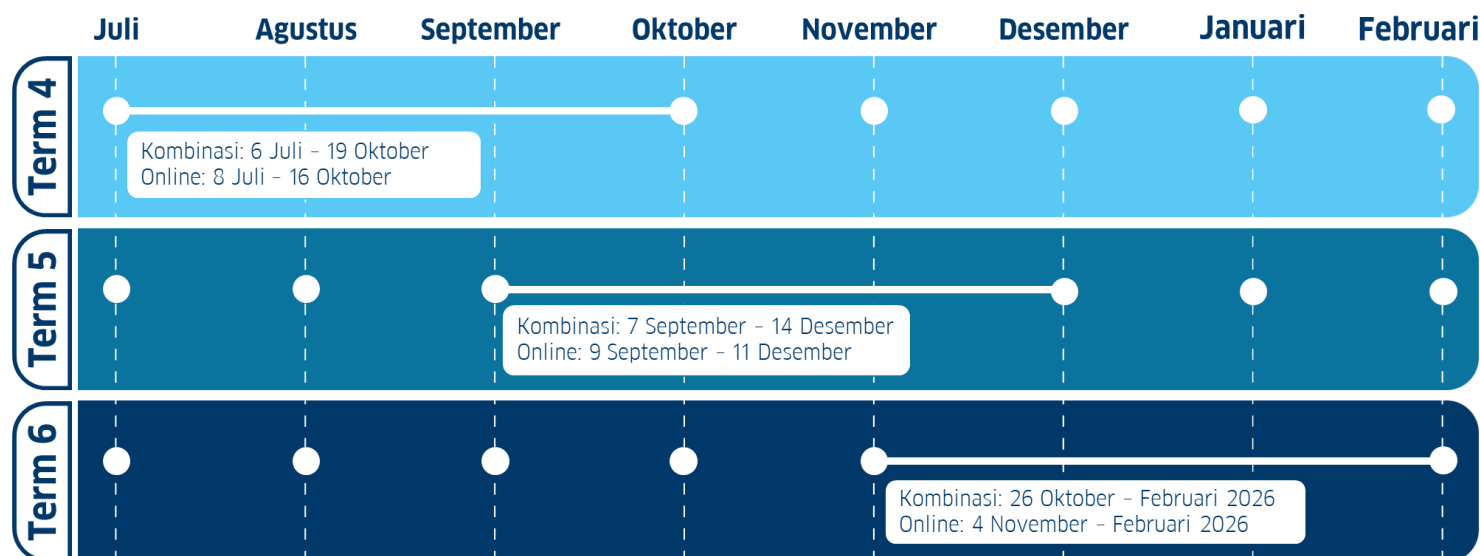 Juli Agustus September Oktober November Desember Januari Februari
Term 4
Kombinasi: 6 Juli – 19 Oktober
Online: 8 Juli – 16 Oktober
Term 5
Kombinasi: 7 September – 14 Desember
Online: 9 September – 11 Desember
Term 6
Kombinasi: 26 Oktober – Februari 2026
Online: 4 November – Februari 2026